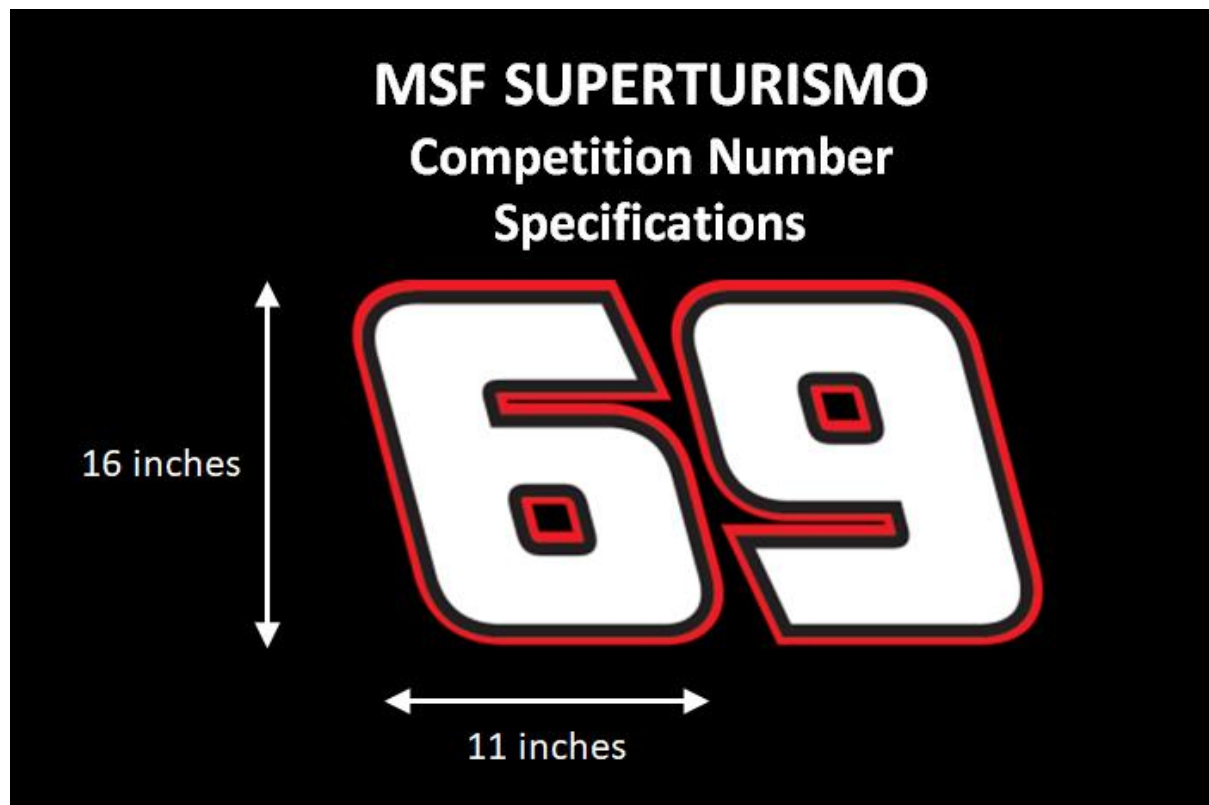 MSF SUPERTURISMO
Competition Number
Specifications
69
16 inches
11 inches